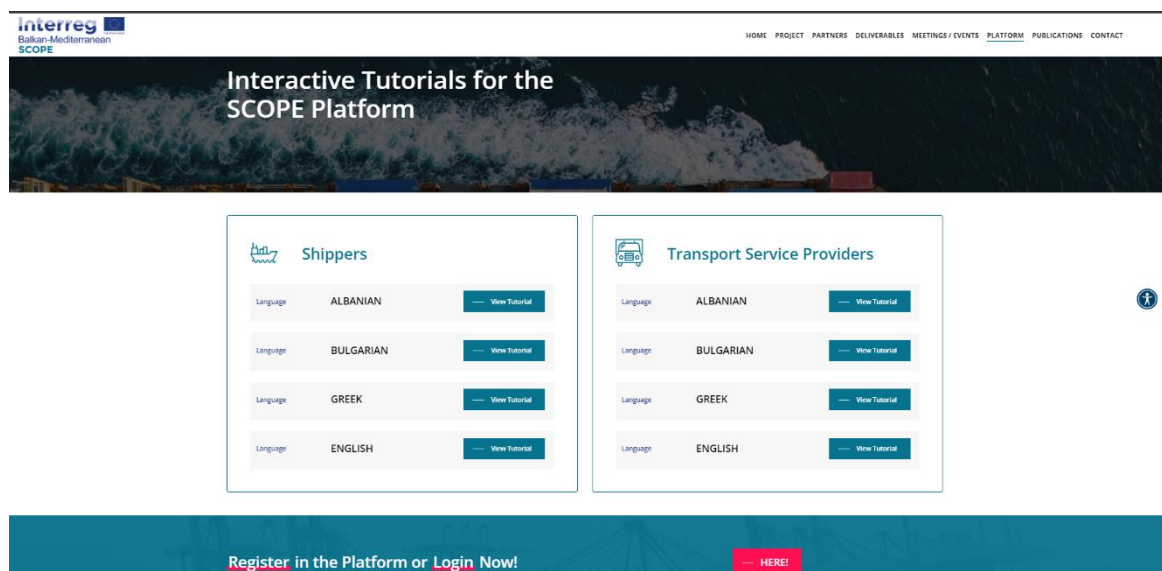 Interreg
Balkan-Mediterranean
SCOPE
HOME PROJECT PARTNERS DELIVERABLES MEETINGS / EVENTS PLATFORM PUBLICATIONS CONTACT
Interactive Tutorials for the
SCOPE Platform
Shippers
Language ALBANIAN — View Tutorial
Language BULGARIAN — View Tutorial
Language GREEK — View Tutorial
Language ENGLISH — View Tutorial
Transport Service Providers
Language ALBANIAN — View Tutorial
Language BULGARIAN — View Tutorial
Language GREEK — View Tutorial
Language ENGLISH — View Tutorial
Register in the Platform or Login Now!
— HERE!